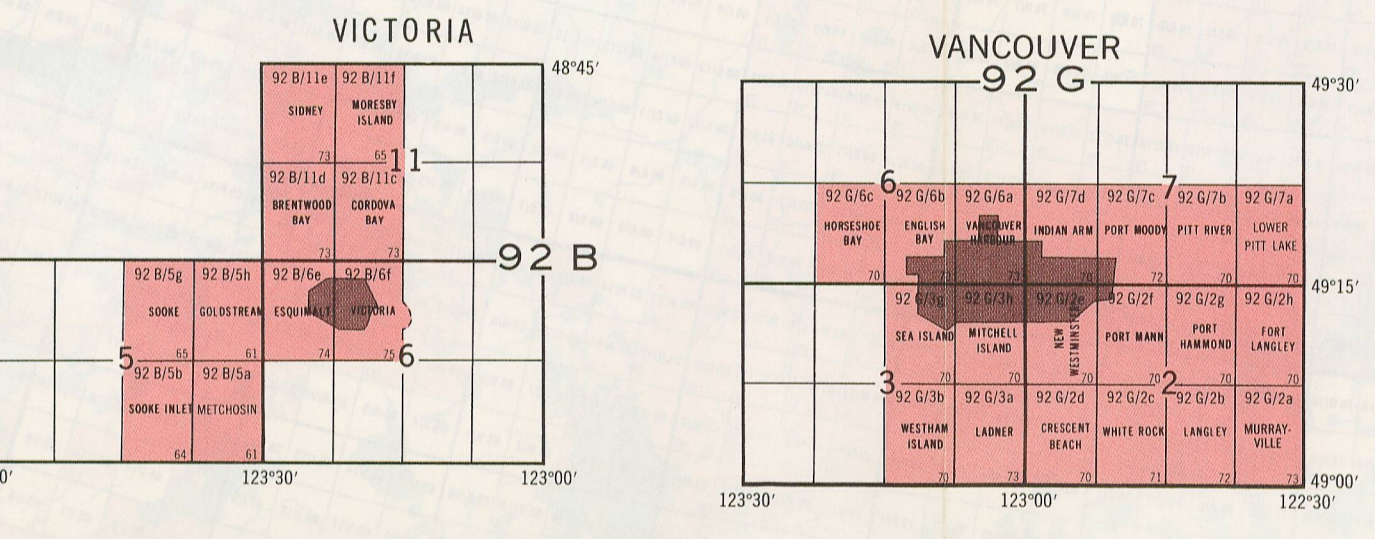 VICTORIA
48°45′
92 B/11e 92 B/11f
SIDNEY MORESBY
ISLAND
73 65 11
92 B/11d 92 B/11c
BRENTWOOD CORDOVA
BAY BAY
73 73
92 B
92 B/5g 92 B/5h 92 B/6e 92 B/6f
SOOKE GOLDSTREAM ESQUIMALT VICTORIA
5 65 61 74 75 6
92 B/5b 92 B/5a
SOOKE INLET METCHOSIN
64 61
0′ 123°30′ 123°00′
VANCOUVER
92 G
49°30′
6 7
92 G/6c 92 G/6b 92 G/6a 92 G/7d 92 G/7c 92 G/7b 92 G/7a
HORSESHOE ENGLISH VANCOUVER INDIAN ARM PORT MOODY PITT RIVER LOWER
BAY BAY HARBOUR PITT LAKE
70 73 70 72 70 70
49°15′
92 G/3g 92 G/3h 92 G/2e 92 G/2f 92 G/2g 92 G/2h
SEA ISLAND MITCHELL NEW PORT MANN PORT FORT
ISLAND WESTMINSTER HAMMOND LANGLEY
3 70 70 70 70 2 70 70
92 G/3b 92 G/3a 92 G/2d 92 G/2c 92 G/2b 92 G/2a
WESTHAM LADNER CRESCENT WHITE ROCK LANGLEY MURRAY-
ISLAND BEACH VILLE
70 73 70 71 72 73
49°00′
123°30′ 123°00′ 122°30′